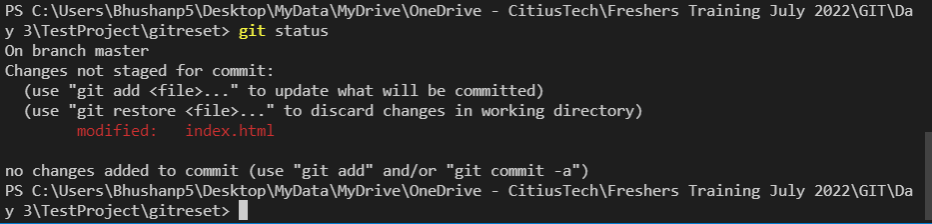 PS C:\Users\Bhushanp5\Desktop\MyData\MyDrive\OneDrive - CitiusTech\Freshers Training July 2022\GIT\Da
y 3\TestProject\gitreset> git status
On branch master
Changes not staged for commit:
  (use "git add <file>..." to update what will be committed)
  (use "git restore <file>..." to discard changes in working directory)
        modified:   index.html

no changes added to commit (use "git add" and/or "git commit -a")
PS C:\Users\Bhushanp5\Desktop\MyData\MyDrive\OneDrive - CitiusTech\Freshers Training July 2022\GIT\Da
y 3\TestProject\gitreset>